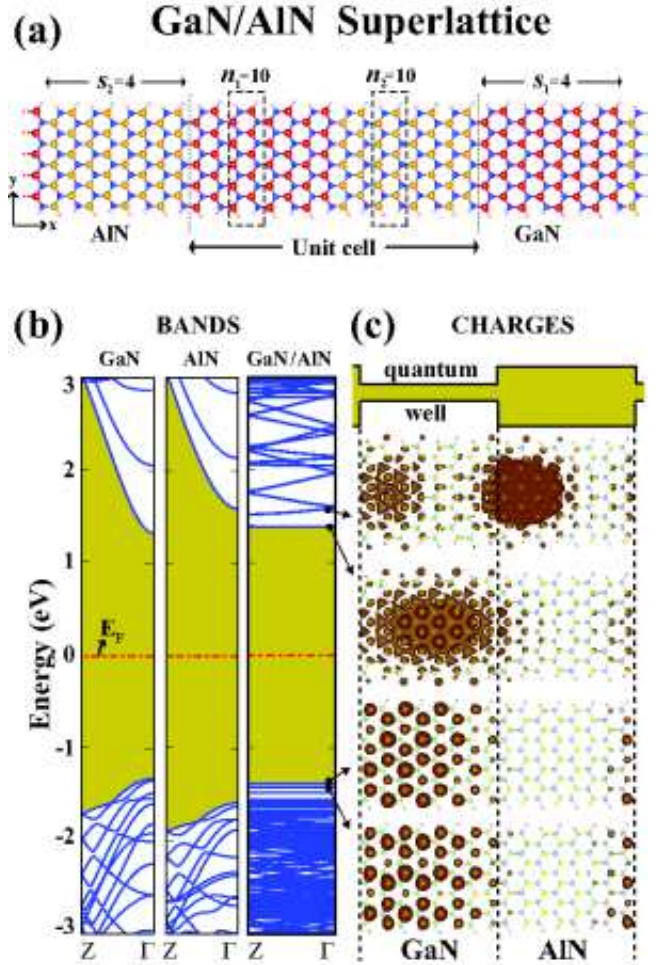 GaN/AlN Superlattice
(a)
s₂=4
n₁=10
n₂=10
s₁=4
y
x
AlN
Unit cell
GaN
(b)
BANDS
(c)
CHARGES
GaN
AlN
GaN/AlN
quantum
well
3
2
1
0
-1
-2
-3
Energy (eV)
E_F
Z
Γ
Z
Γ
Z
Γ
GaN
AlN